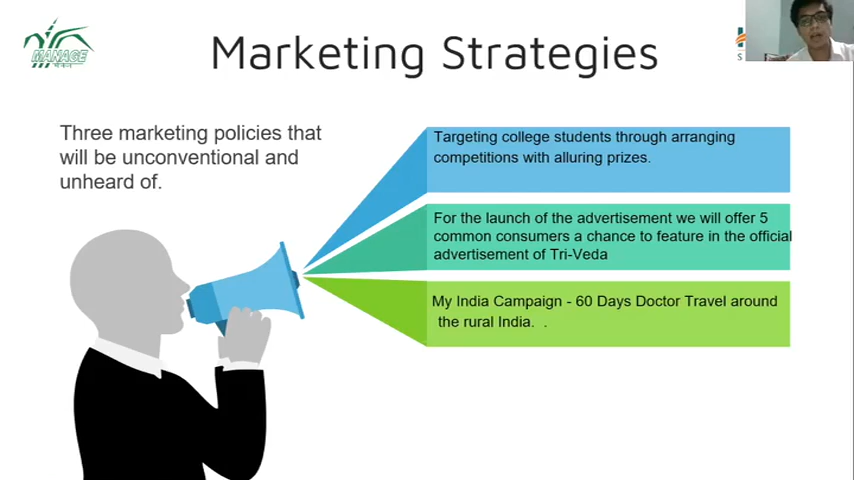 MANAGE
Marketing Strategies
Three marketing policies that
will be unconventional and
unheard of.
Targeting college students through arranging
competitions with alluring prizes.
For the launch of the advertisement we will offer 5
common consumers a chance to feature in the official
advertisement of Tri-Veda
My India Campaign - 60 Days Doctor Travel around
the rural India.  .